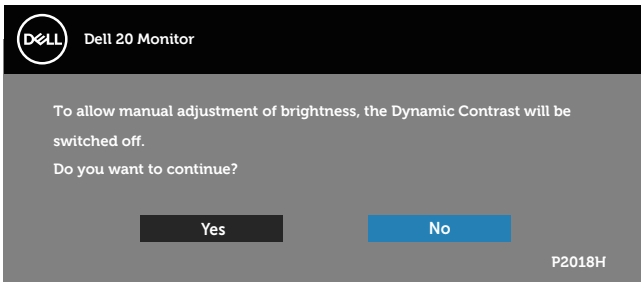 DELL
Dell 20 Monitor
To allow manual adjustment of brightness, the Dynamic Contrast will be
switched off.
Do you want to continue?
Yes
No
P2018H